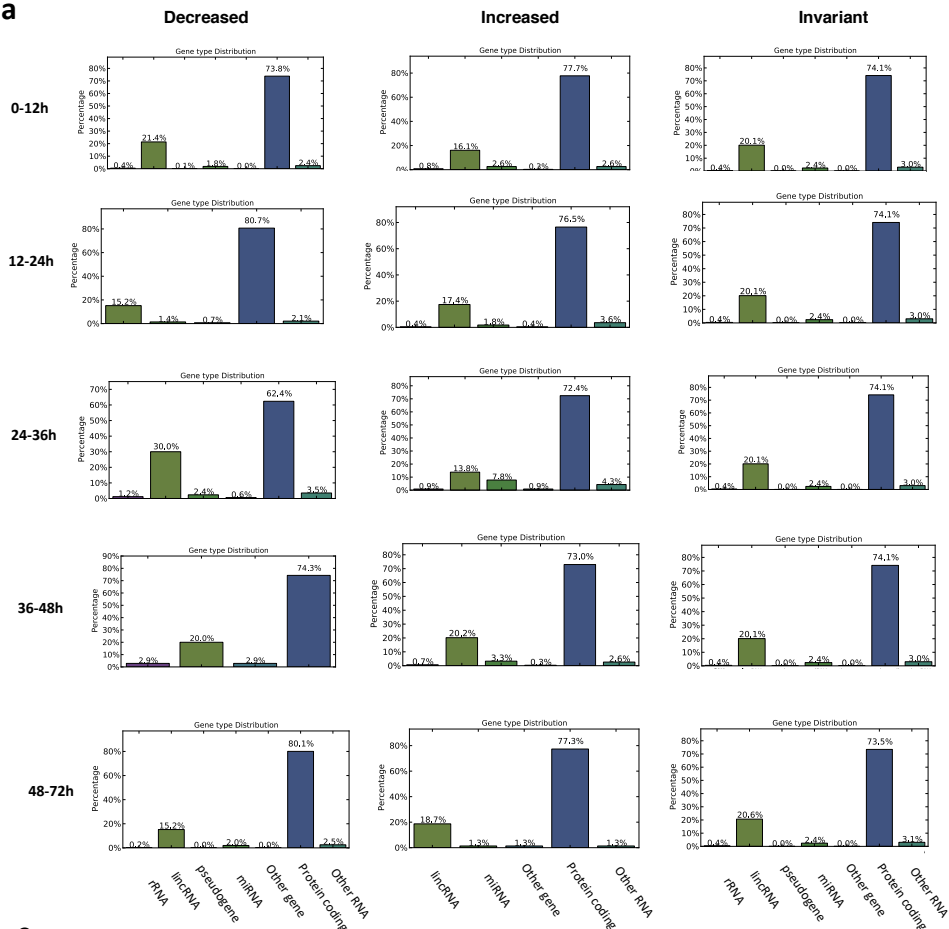 a
Decreased Increased Invariant
0-12h
Gene type Distribution
Percentage
80%
70%
60%
50%
40%
30%
20%
10%
0%
0.4% 21.4% 0.1% 1.8% 0.0% 73.8% 2.4%
Gene type Distribution
Percentage
80%
60%
40%
20%
0%
0.8% 16.1% 2.6% 0.2% 77.7% 2.6%
Gene type Distribution
Percentage
80%
70%
60%
50%
40%
30%
20%
10%
0.4% 20.1% 0.0% 2.4% 0.0% 74.1% 3.0%
12-24h
Gene type Distribution
Percentage
80%
60%
40%
20%
0%
15.2% 1.4% 0.7% 80.7% 2.1%
Gene type Distribution
Percentage
80%
60%
40%
20%
0%
0.4% 17.4% 1.8% 0.4% 76.5% 3.6%
Gene type Distribution
Percentage
80%
70%
60%
50%
40%
30%
20%
10%
0%
0.4% 20.1% 0.0% 2.4% 0.0% 74.1% 3.0%
24-36h
Gene type Distribution
Percentage
70%
60%
50%
40%
30%
20%
10%
0%
1.2% 30.0% 2.4% 0.6% 62.4% 3.5%
Gene type Distribution
Percentage
80%
70%
60%
50%
40%
30%
20%
10%
0%
0.9% 13.8% 7.8% 0.9% 72.4% 4.3%
Gene type Distribution
Percentage
80%
70%
60%
50%
40%
30%
20%
10%
0%
0.4% 20.1% 0.0% 2.4% 0.0% 74.1% 3.0%
36-48h
Gene type Distribution
Percentage
90%
80%
70%
60%
50%
40%
30%
20%
10%
0%
2.9% 20.0% 2.9% 74.3%
Gene type Distribution
Percentage
80%
70%
60%
50%
40%
30%
20%
10%
0%
0.7% 20.2% 3.3% 0.3% 73.0% 2.6%
Gene type Distribution
Percentage
80%
70%
60%
50%
40%
30%
20%
10%
0%
0.4% 20.1% 0.0% 2.4% 0.0% 74.1% 3.0%
48-72h
Gene type Distribution
Percentage
80%
60%
40%
20%
0%
0.2% 15.2% 0.0% 2.0% 0.0% 80.1% 2.5%
rRNA lincRNA pseudogene miRNA Other gene Protein coding Other RNA
Gene type Distribution
Percentage
80%
60%
40%
20%
0%
18.7% 1.3% 1.3% 77.3% 1.3%
lincRNA miRNA Other gene Protein coding Other RNA
Gene type Distribution
Percentage
80%
70%
60%
50%
40%
30%
20%
10%
0%
0.4% 20.6% 0.0% 2.4% 0.0% 73.5% 3.1%
rRNA lincRNA pseudogene miRNA Other gene Protein coding Other RNA